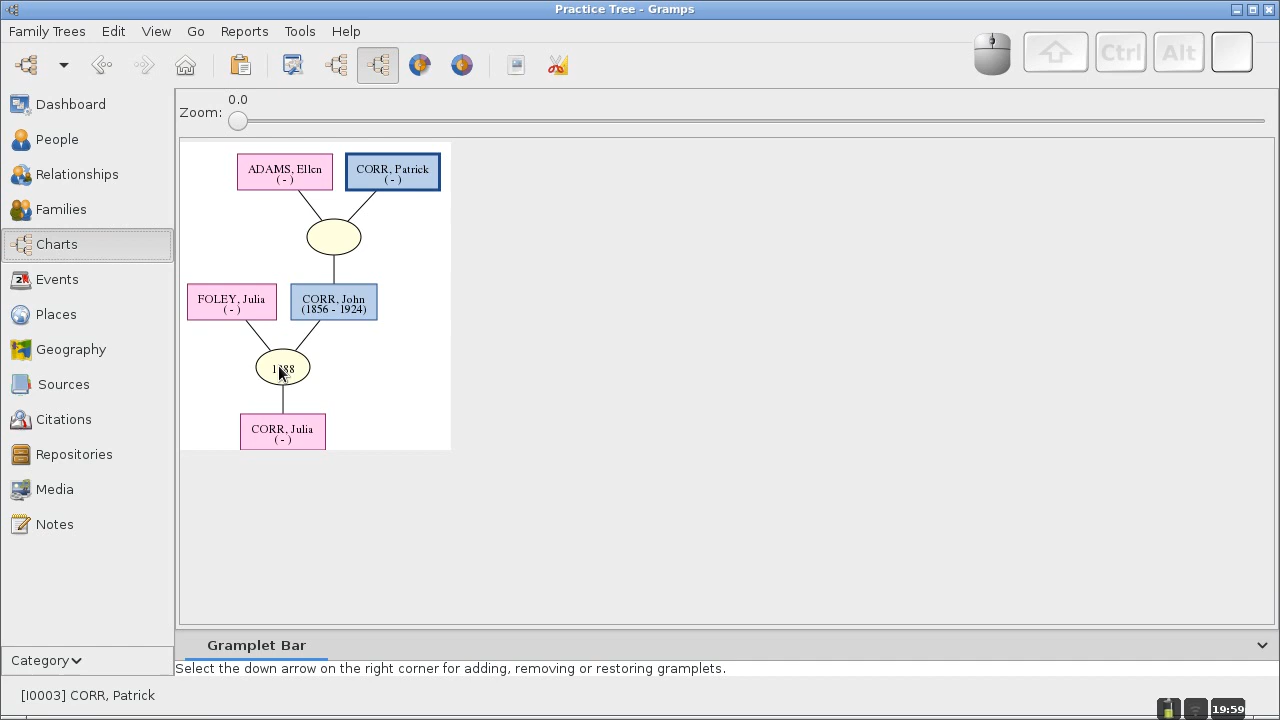 Practice Tree - Gramps
Family Trees Edit View Go Reports Tools Help
Ctrl Alt
Dashboard
People
Relationships
Families
Charts
Events
Places
Geography
Sources
Citations
Repositories
Media
Notes
Category
0.0
Zoom:
ADAMS, Ellen
( - )
CORR, Patrick
( - )
FOLEY, Julia
( - )
CORR, John
(1856 - 1924)
CORR, Julia
( - )
Gramplet Bar
Select the down arrow on the right corner for adding, removing or restoring gramplets.
[I0003] CORR, Patrick
19:59